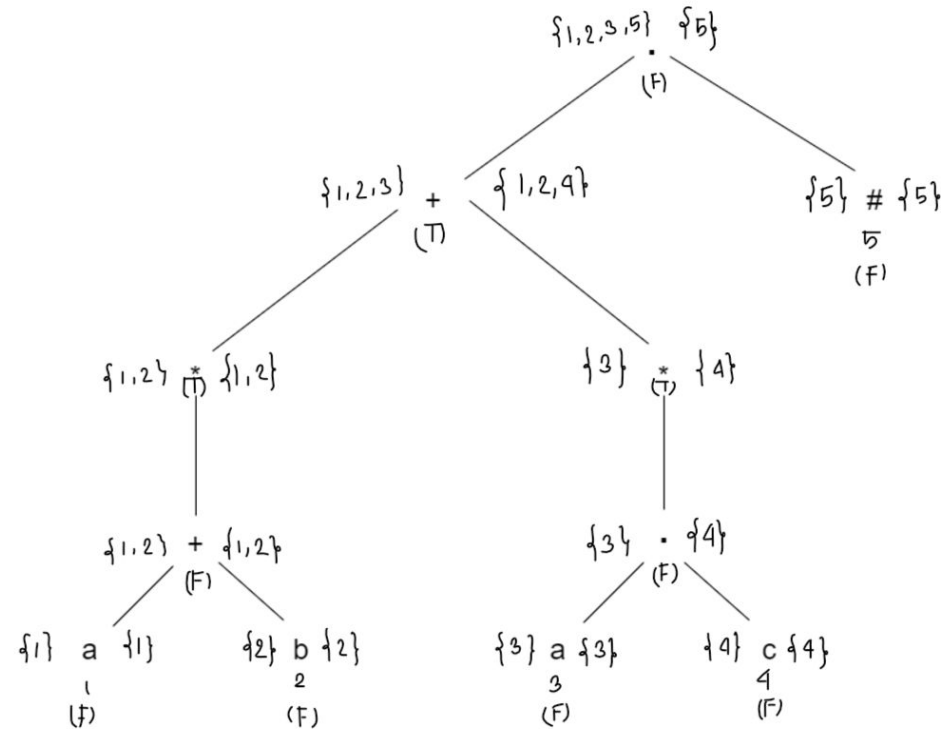 {1,2,3,5} . {5}
(F)
{1,2,3} + {1,2,4}
(T)
{5} # {5}
5
(F)
{1,2} * {1,2}
(T)
{3} * {4}
(T)
{1,2} + {1,2}
(F)
{3} . {4}
(F)
{1} a {1}
1
(F)
{2} b {2}
2
(F)
{3} a {3}
3
(F)
{4} c {4}
4
(F)